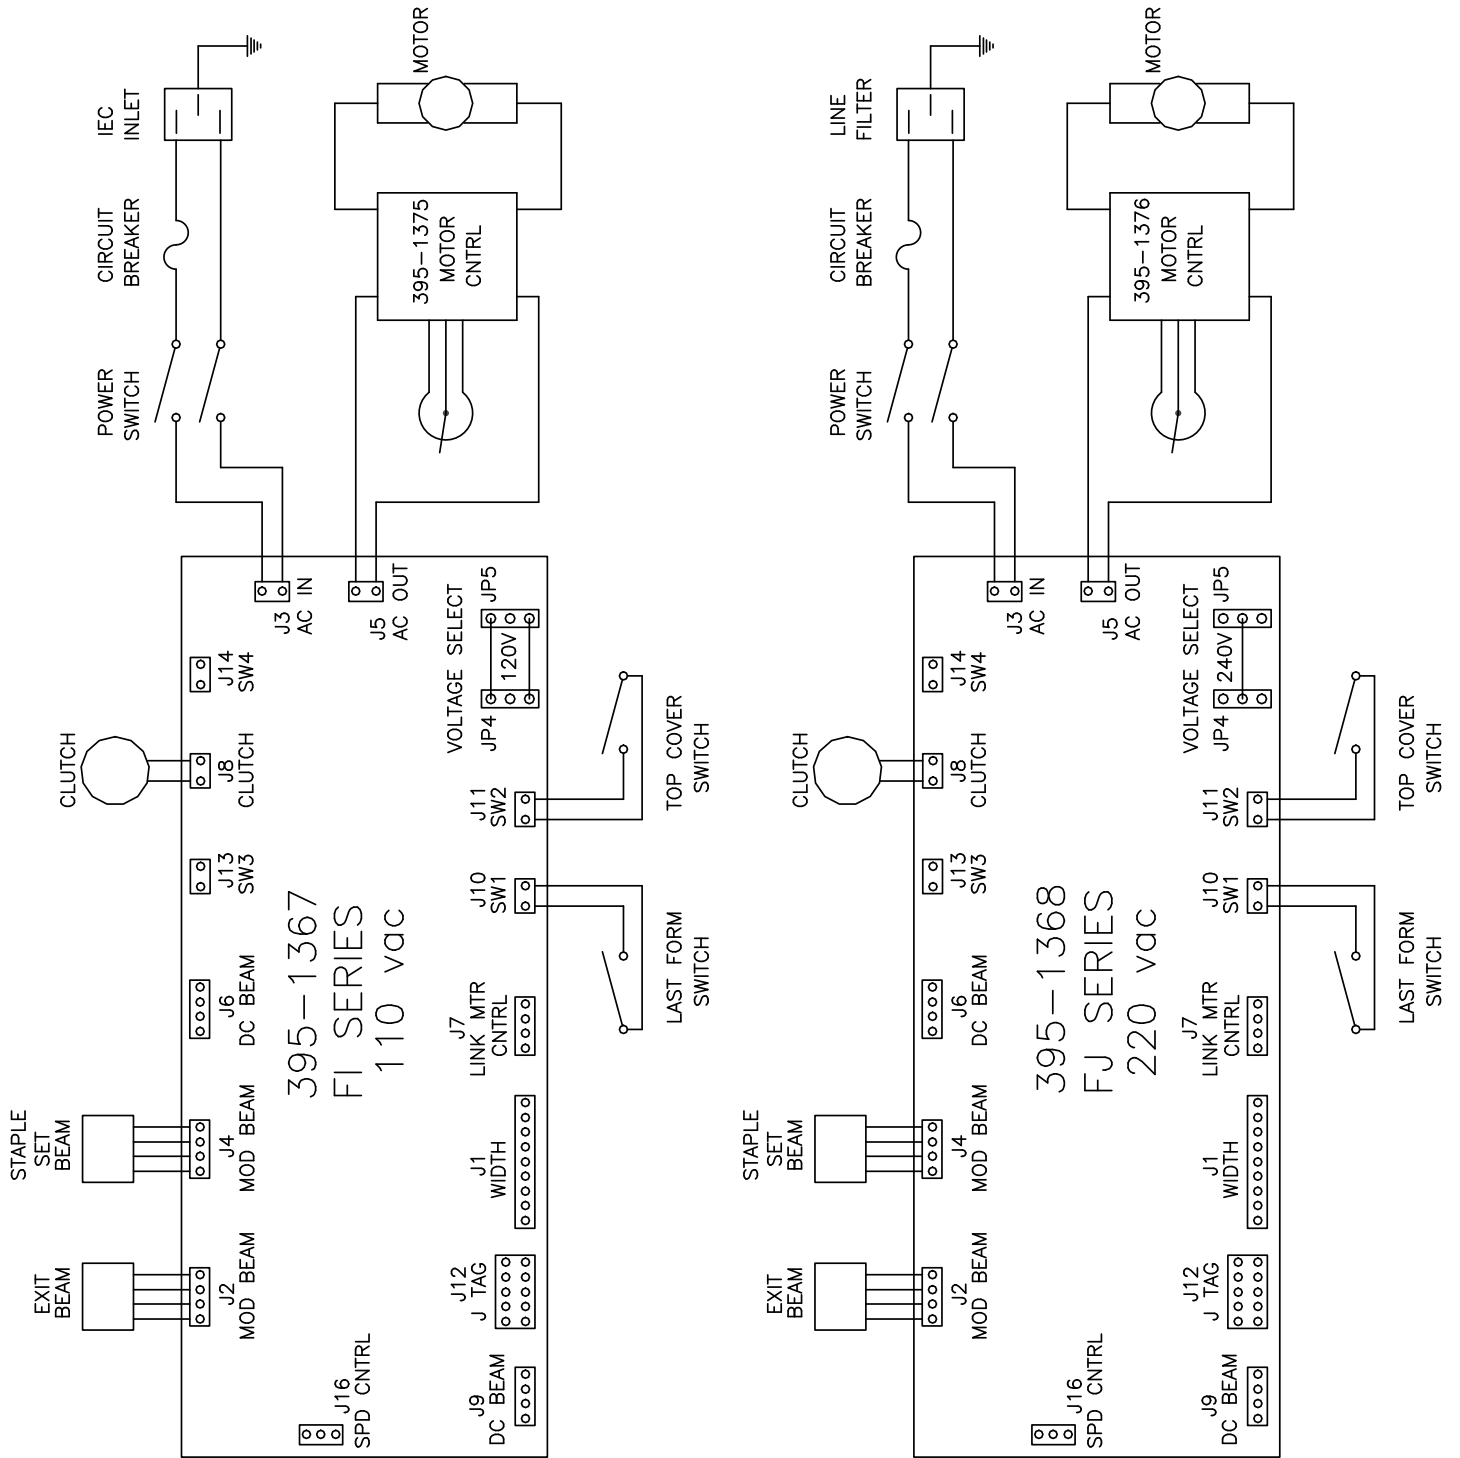 STAPLE
SET
BEAM
EXIT
BEAM
CLUTCH
IEC
INLET
CIRCUIT
BREAKER
POWER
SWITCH
MOTOR
395-1375
MOTOR
CNTRL
J2
MOD BEAM
J4
MOD BEAM
J6
DC BEAM
J13
SW3
J8
CLUTCH
J14
SW4
J3
AC IN
J5
AC OUT
J16
SPD CNTRL
395-1367
FI SERIES
110 vac
VOLTAGE SELECT
JP4
120V
JP5
J9
DC BEAM
J12
J TAG
J1
WIDTH
J7
LINK MTR
CNTRL
J10
SW1
J11
SW2
LAST FORM
SWITCH
TOP COVER
SWITCH
STAPLE
SET
BEAM
EXIT
BEAM
CLUTCH
LINE
FILTER
CIRCUIT
BREAKER
POWER
SWITCH
MOTOR
395-1376
MOTOR
CNTRL
J2
MOD BEAM
J4
MOD BEAM
J6
DC BEAM
J13
SW3
J8
CLUTCH
J14
SW4
J3
AC IN
J5
AC OUT
J16
SPD CNTRL
395-1368
FJ SERIES
220 vac
VOLTAGE SELECT
JP4
240V
JP5
J9
DC BEAM
J12
J TAG
J1
WIDTH
J7
LINK MTR
CNTRL
J10
SW1
J11
SW2
LAST FORM
SWITCH
TOP COVER
SWITCH